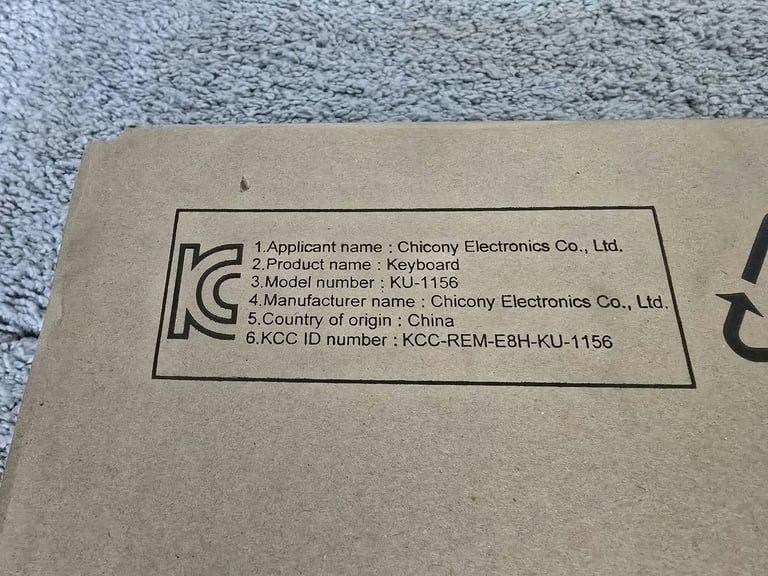 KC
1.Applicant name : Chicony Electronics Co., Ltd.
2.Product name : Keyboard
3.Model number : KU-1156
4.Manufacturer name : Chicony Electronics Co., Ltd.
5.Country of origin : China
6.KCC ID number : KCC-REM-E8H-KU-1156